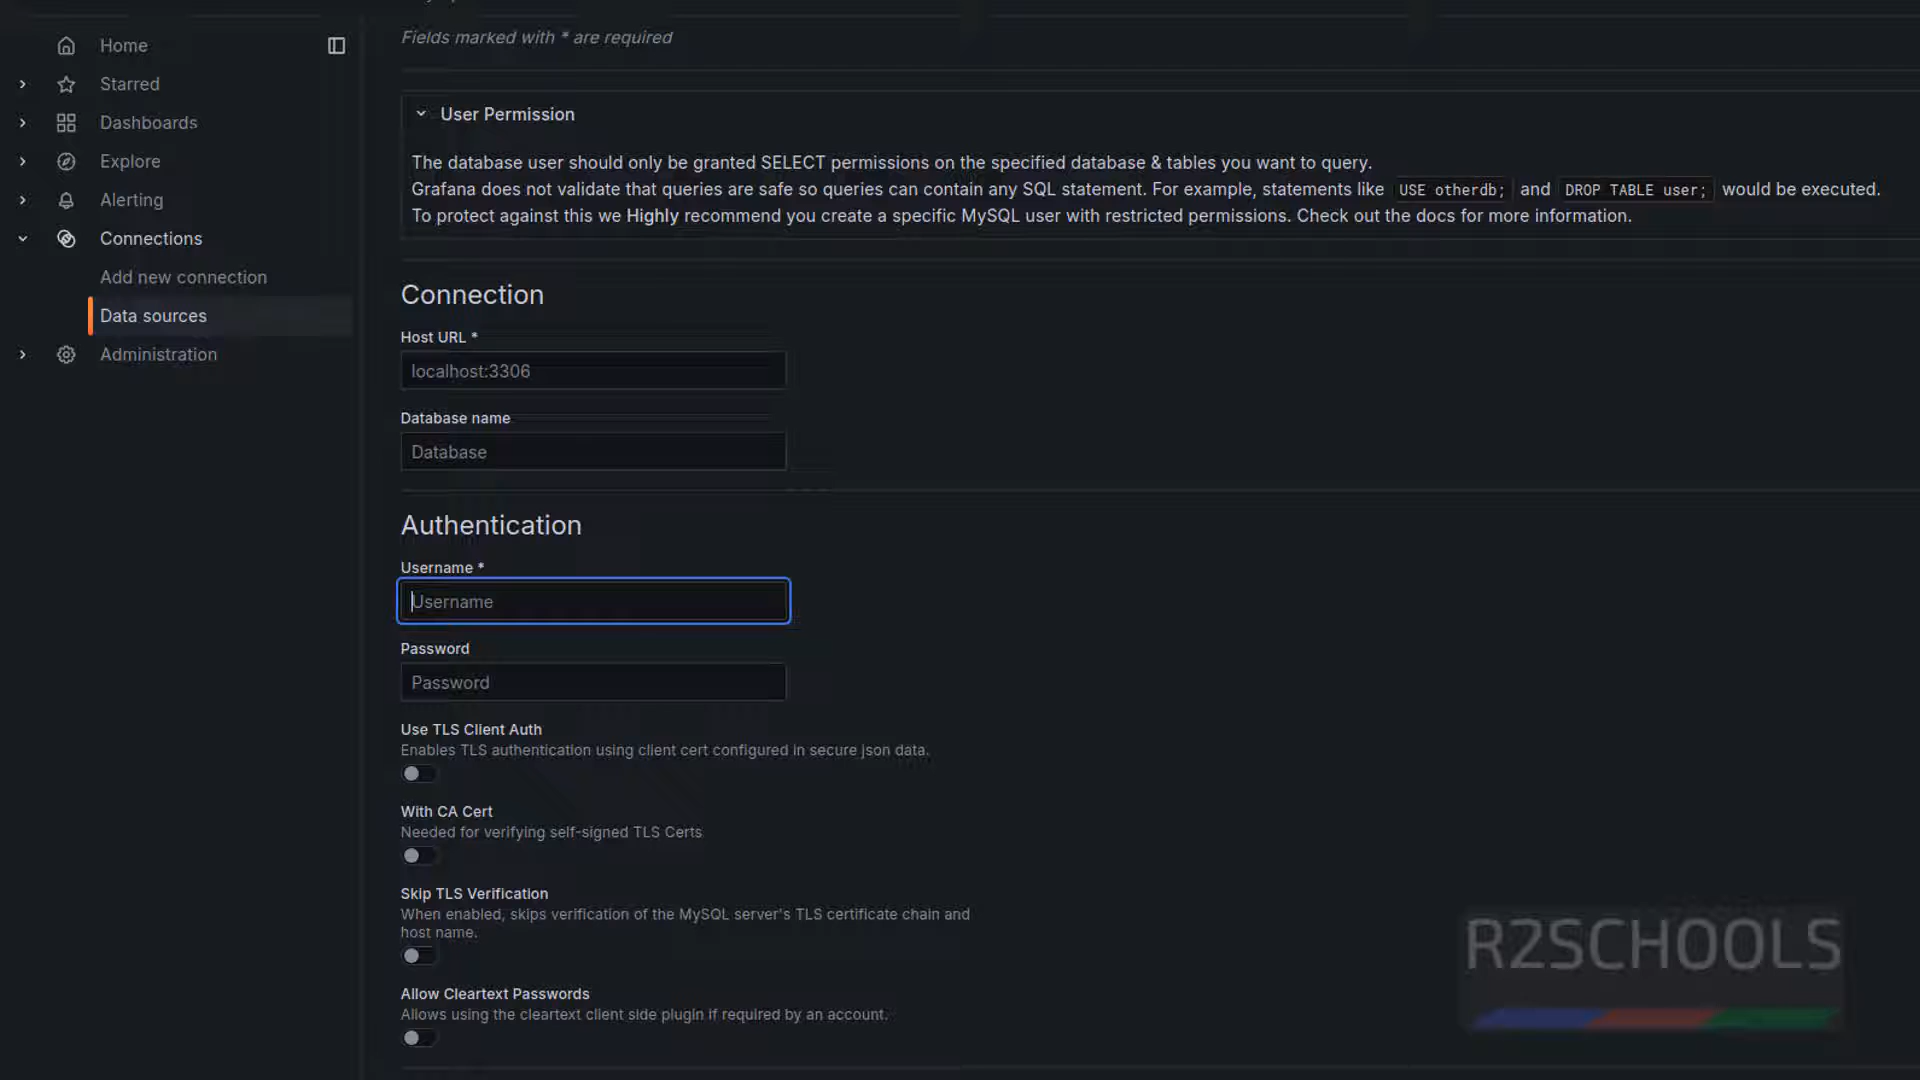 Home
Starred
Dashboards
Explore
Alerting
Connections
Add new connection
Data sources
Administration
Fields marked with * are required
User Permission
The database user should only be granted SELECT permissions on the specified database & tables you want to query.
Grafana does not validate that queries are safe so queries can contain any SQL statement. For example, statements like USE otherdb; and DROP TABLE user; would be executed.
To protect against this we Highly recommend you create a specific MySQL user with restricted permissions. Check out the docs for more information.
Connection
Host URL *
localhost:3306
Database name
Database
Authentication
Username *
Username
Password
Password
Use TLS Client Auth
Enables TLS authentication using client cert configured in secure json data.
With CA Cert
Needed for verifying self-signed TLS Certs
Skip TLS Verification
When enabled, skips verification of the MySQL server's TLS certificate chain and
host name.
Allow Cleartext Passwords
Allows using the cleartext client side plugin if required by an account.
R2SCHOOLS